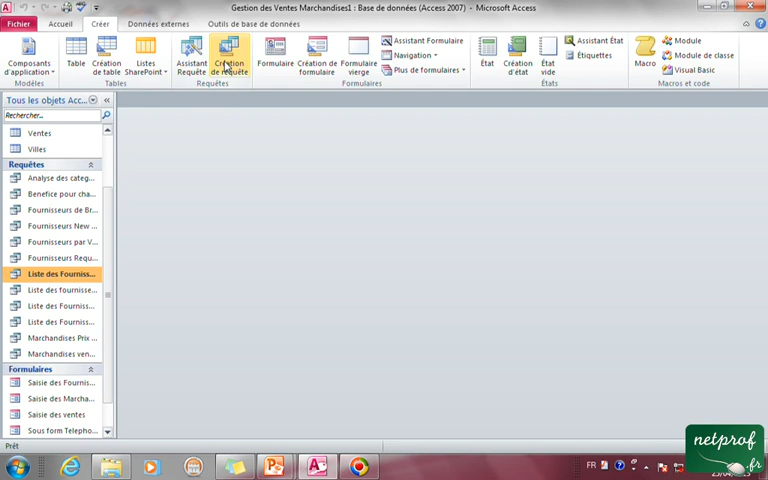 Gestion des Ventes Marchandises1 : Base de données (Access 2007) - Microsoft Access
Fichier Accueil Créer Données externes Outils de base de données
Composants d'application
Modèles
Table
Création de table
Listes SharePoint
Tables
Assistant Requête
Création de requête
Requêtes
Formulaire
Création de formulaire
Formulaire vierge
Assistant Formulaire
Navigation
Plus de formulaires
Formulaires
État
Création d'état
État vide
Assistant État
Étiquettes
États
Macro
Module
Module de classe
Visual Basic
Macros et code
Tous les objets Acc...
Rechercher...
Ventes
Villes
Requêtes
Analyse des categ...
Benefice pour cha...
Fournisseurs de Br...
Fournisseurs New ...
Fournisseurs par V...
Fournisseurs Requ...
Liste des Fourniss...
Liste des fournisse...
Liste des Fourniss...
Liste des Fourniss...
Marchandises Prix ...
Marchandises ven...
Formulaires
Saisie des Fournis...
Saisie des Marcha...
Saisie des ventes
Sous form Telepho...
Prêt
FR
netprof
.fr